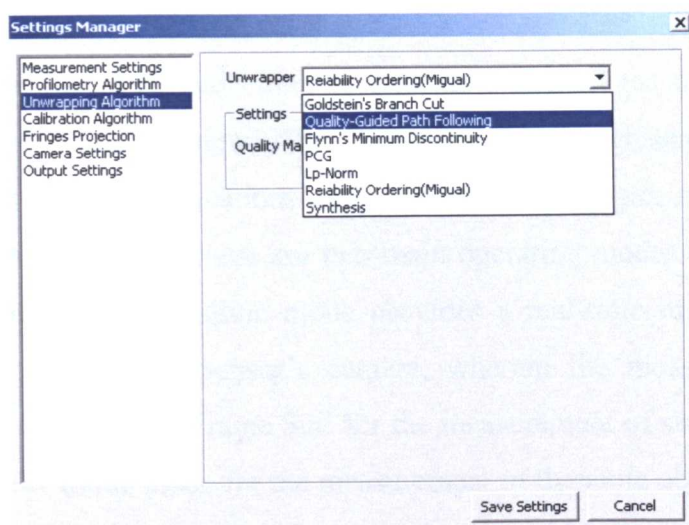 Settings Manager
Measurement Settings
Profilometry Algorithm
Unwrapping Algorithm
Calibration Algorithm
Fringes Projection
Camera Settings
Output Settings
Unwrapper
Reiability Ordering(Migual)
Goldstein's Branch Cut
Quality-Guided Path Following
Flynn's Minimum Discontinuity
PCG
Lp-Norm
Reiability Ordering(Migual)
Synthesis
Settings
Quality Ma
Save Settings
Cancel